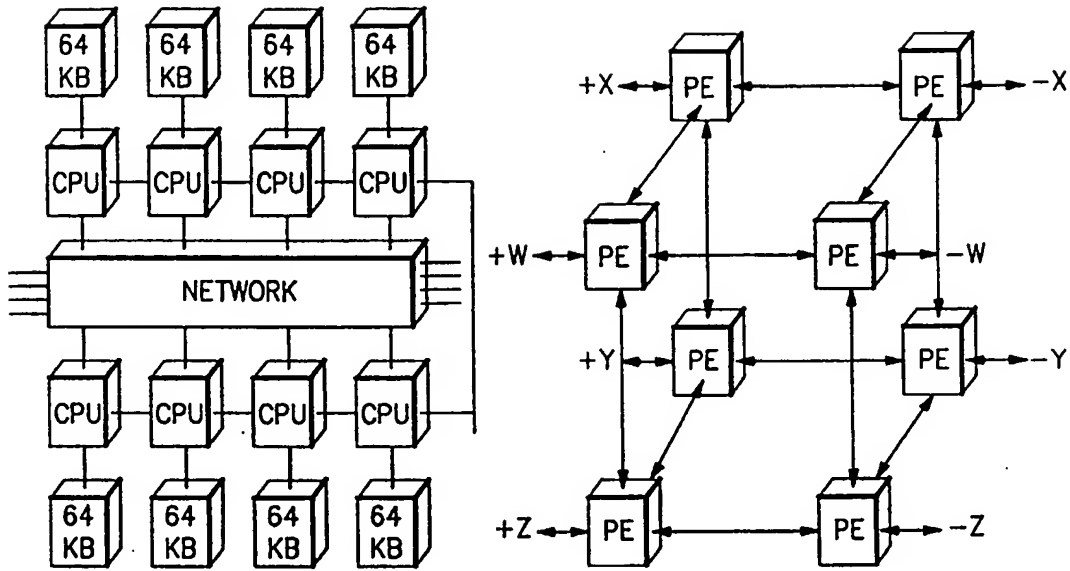 64 KB
64 KB
64 KB
64 KB
CPU
CPU
CPU
CPU
NETWORK
CPU
CPU
CPU
CPU
64 KB
64 KB
64 KB
64 KB
+X
PE
PE
−X
+W
PE
PE
−W
+Y
PE
PE
−Y
+Z
PE
PE
−Z